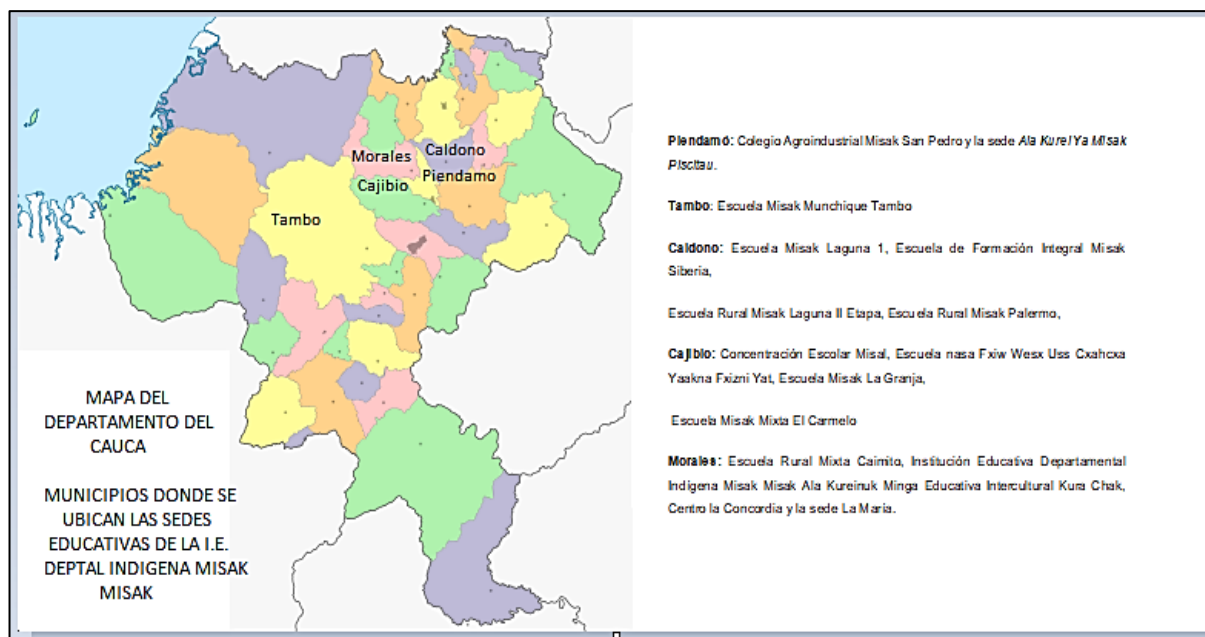 Morales
Caldono
Cajibio
Piendamo
Tambo
MAPA DEL
DEPARTAMENTO DEL
CAUCA
MUNICIPIOS DONDE SE
UBICAN LAS SEDES
EDUCATIVAS DE LA I.E.
DEPTAL INDIGENA MISAK
MISAK
Piendamó: Colegio Agroindustrial Misak San Pedro y la sede Ala Kurei Ya Misak
Piscitau.
Tambo: Escuela Misak Munchique Tambo
Caldono: Escuela Misak Laguna 1, Escuela de Formación Integral Misak
Siberia,
Escuela Rural Misak Laguna II Etapa, Escuela Rural Misak Palermo,
Cajibio: Concentración Escolar Misal, Escuela nasa Fxiw Wesx Uss Cxahcxa
Yaakna Fxizni Yat, Escuela Misak La Granja,
Escuela Misak Mixta El Carmelo
Morales: Escuela Rural Mixta Caimito, Institución Educativa Departamental
Indígena Misak Misak Ala Kureinuk Minga Educativa Intercultural Kura Chak,
Centro la Concordia y la sede La María.